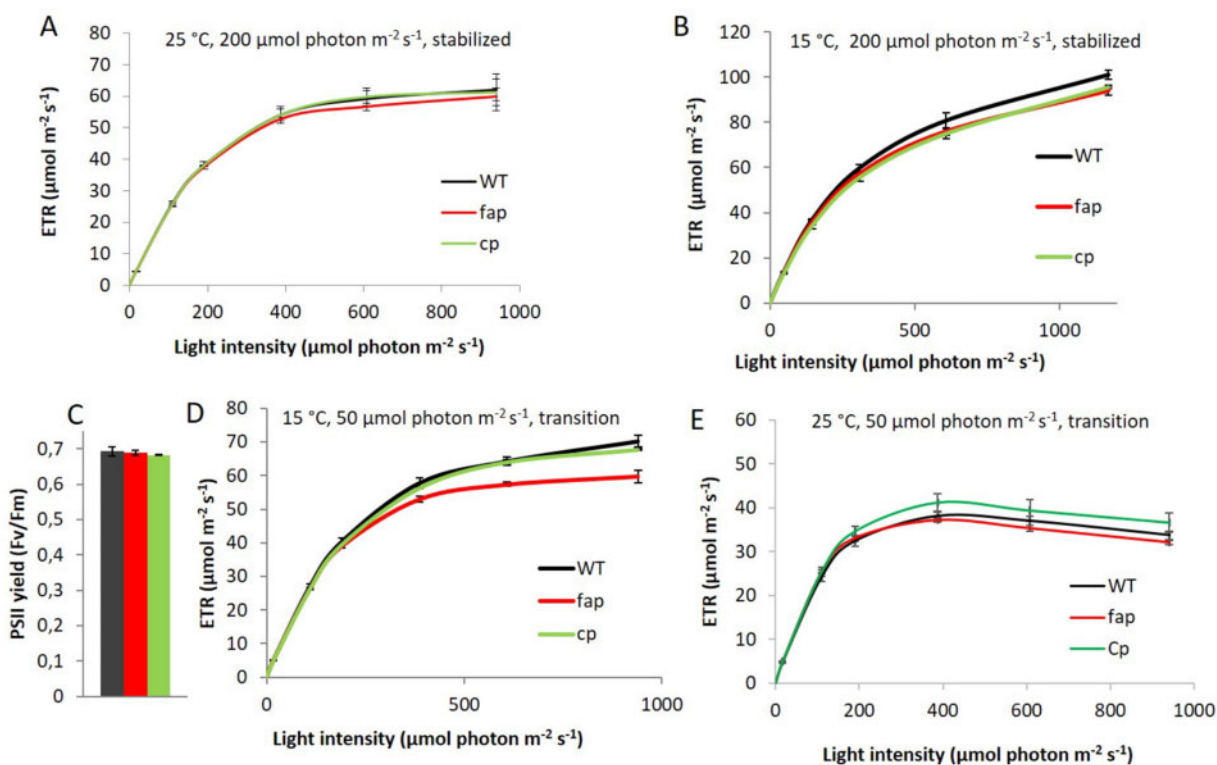 A
25 °C, 200 µmol photon m⁻² s⁻¹, stabilized
ETR (µmol m⁻² s⁻¹)
80
70
60
50
40
30
20
10
0
WT
fap
cp
0 200 400 600 800 1000
Light intensity (µmol photon m⁻² s⁻¹)
B
15 °C, 200 µmol photon m⁻² s⁻¹, stabilized
ETR (µmol m⁻² s⁻¹)
120
100
80
60
40
20
0
WT
fap
cp
0 500 1000
Light intensity (µmol photon m⁻² s⁻¹)
C
PSII yield (Fv/Fm)
0,7
0,6
0,5
0,4
0,3
0,2
0,1
0
D
15 °C, 50 µmol photon m⁻² s⁻¹, transition
ETR (µmol m⁻² s⁻¹)
80
70
60
50
40
30
20
10
0
WT
fap
cp
0 500 1000
Light intensity (µmol photon m⁻² s⁻¹)
E
25 °C, 50 µmol photon m⁻² s⁻¹, transition
ETR (µmol m⁻² s⁻¹)
60
50
40
30
20
10
0
WT
fap
Cp
0 200 400 600 800 1000
Light intensity (µmol photon m⁻² s⁻¹)